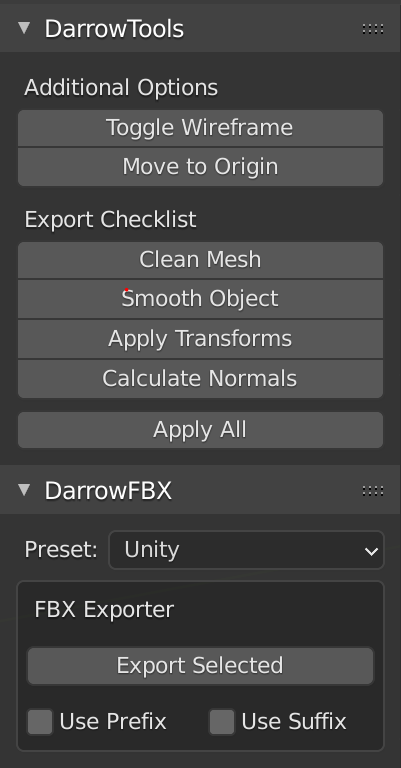 DarrowTools
Additional Options
Toggle Wireframe
Move to Origin
Export Checklist
Clean Mesh
Smooth Object
Apply Transforms
Calculate Normals
Apply All
DarrowFBX
Preset: Unity
FBX Exporter
Export Selected
Use Prefix Use Suffix